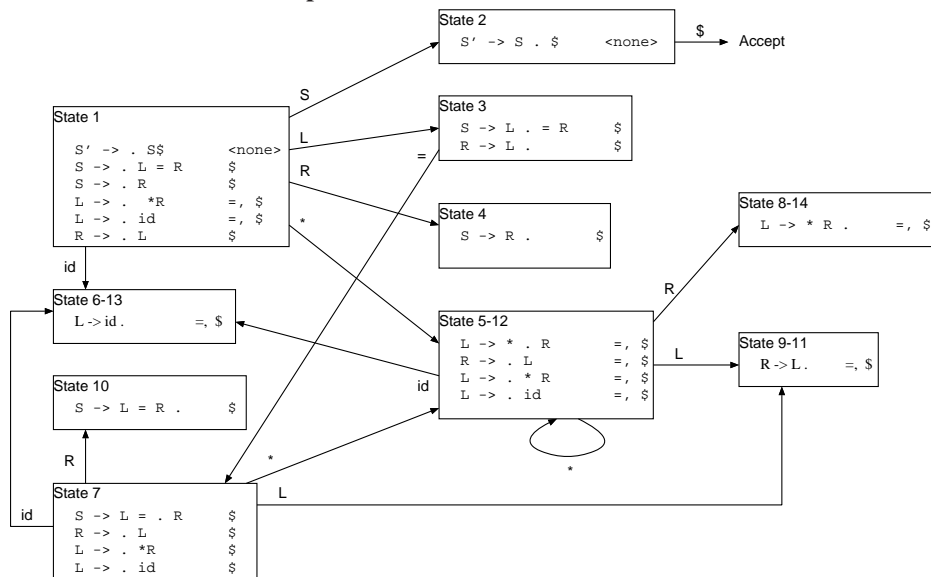 State 2
S' -> S . $ <none>
$
Accept
S
State 1
S' -> . S$ <none>
S -> . L = R $
S -> . R $
L -> . *R =, $
L -> . id =, $
R -> . L $
L
State 3
S -> L . = R $
R -> L . $
=
R
State 4
S -> R . $
*
State 8-14
L -> * R . =, $
id
State 6-13
L -> id . =, $
R
State 5-12
L -> * . R =, $
R -> . L =, $
L -> . * R =, $
L -> . id =, $
L
State 9-11
R -> L . =, $
id
State 10
S -> L = R . $
*
R
*
L
State 7
S -> L = . R $
R -> . L $
L -> . *R $
L -> . id $
id